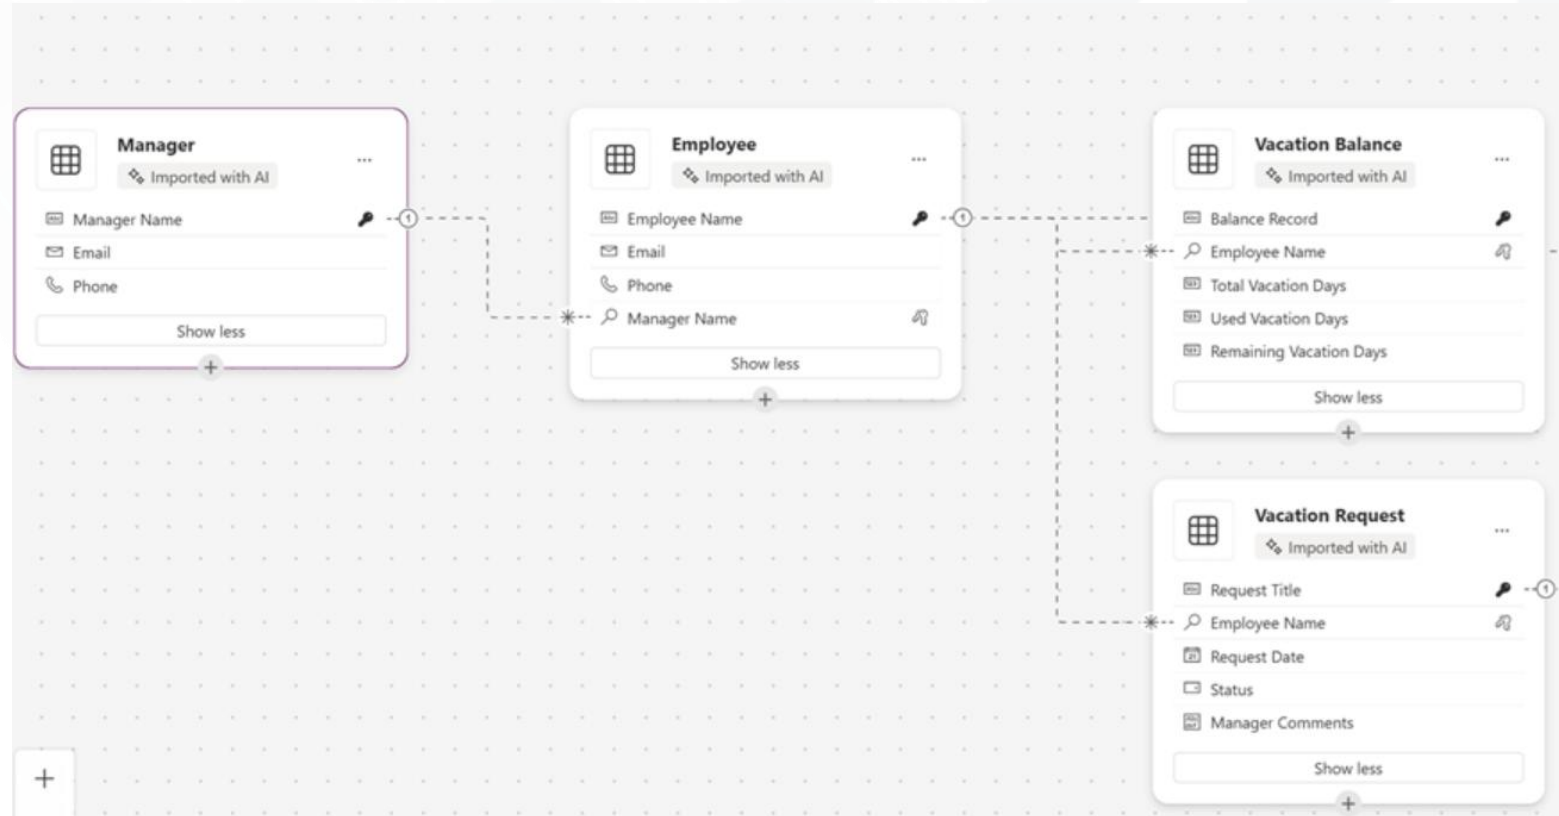 Manager
Imported with AI
Manager Name
1
Email
Phone
Show less
Employee
Imported with AI
Employee Name
1
Email
Phone
Manager Name
Show less
Vacation Balance
Imported with AI
Balance Record
Employee Name
Total Vacation Days
Used Vacation Days
Remaining Vacation Days
Show less
Vacation Request
Imported with AI
Request Title
1
Employee Name
Request Date
Status
Manager Comments
Show less